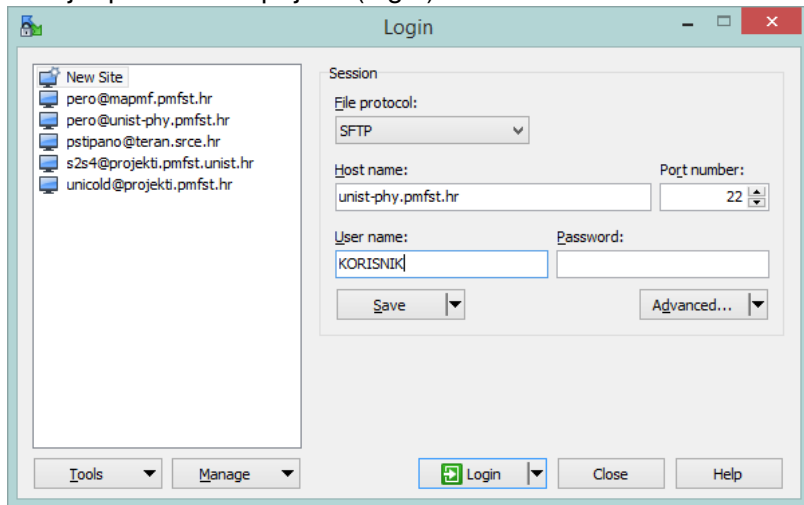 Login
New Site
pero@mapmf.pmfst.hr
pero@unist-phy.pmfst.hr
pstipano@teran.srce.hr
s2s4@projekti.pmfst.unist.hr
unicold@projekti.pmfst.hr
Session
File protocol:
SFTP
Host name: Port number:
unist-phy.pmfst.hr 22
User name: Password:
KORISNIK
Save Advanced...
Tools Manage Login Close Help